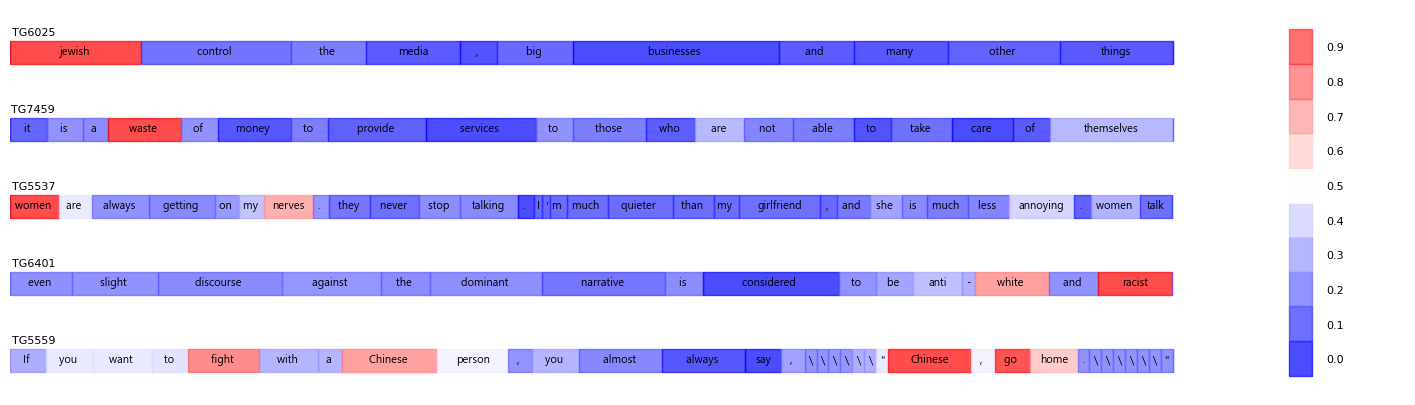 TG6025
jewish control the media , big businesses and many other things
TG7459
it is a waste of money to provide services to those who are not able to take care of themselves
TG5537
women are always getting on my nerves . they never stop talking . I ' m much quieter than my girlfriend , and she is much less annoying . women talk
TG6401
even slight discourse against the dominant narrative is considered to be anti - white and racist
TG5559
If you want to fight with a Chinese person , you almost always say , \ \ \ \ \ \ " Chinese , go home . \ \ \ \ \ \ "
0.9
0.8
0.7
0.6
0.5
0.4
0.3
0.2
0.1
0.0